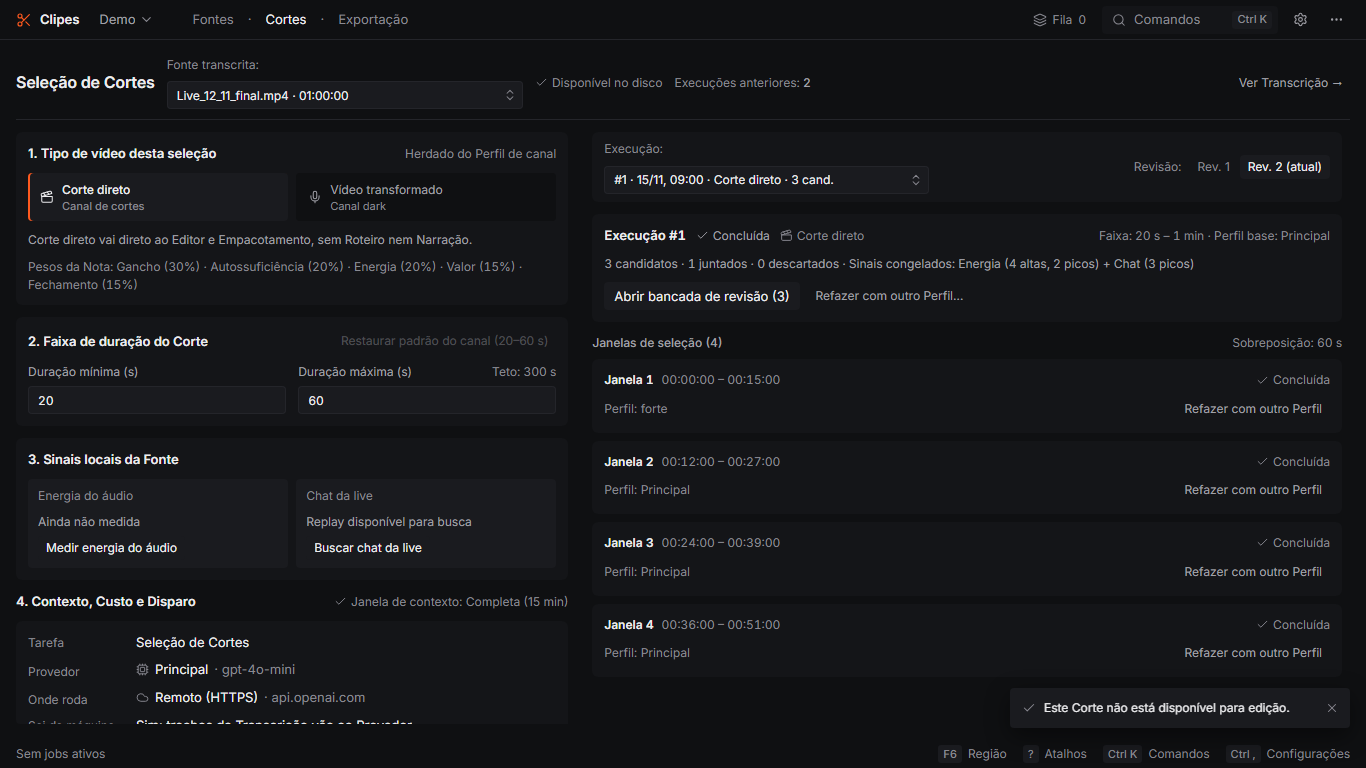 Clipes Demo Fontes · Cortes · Exportação Fila 0 Comandos Ctrl K
Seleção de Cortes
Fonte transcrita:
Live_12_11_final.mp4 · 01:00:00
Disponível no disco Execuções anteriores: 2
Ver Transcrição →
1. Tipo de vídeo desta seleção Herdado do Perfil de canal
Corte direto
Canal de cortes
Vídeo transformado
Canal dark
Corte direto vai direto ao Editor e Empacotamento, sem Roteiro nem Narração.
Pesos da Nota: Gancho (30%) · Autossuficiência (20%) · Energia (20%) · Valor (15%) ·
Fechamento (15%)
2. Faixa de duração do Corte Restaurar padrão do canal (20–60 s)
Duração mínima (s)
20
Duração máxima (s) Teto: 300 s
60
3. Sinais locais da Fonte
Energia do áudio
Ainda não medida
Medir energia do áudio
Chat da live
Replay disponível para busca
Buscar chat da live
4. Contexto, Custo e Disparo Janela de contexto: Completa (15 min)
Tarefa Seleção de Cortes
Provedor Principal · gpt-4o-mini
Onde roda Remoto (HTTPS) · api.openai.com
Execução:
#1 · 15/11, 09:00 · Corte direto · 3 cand.
Revisão: Rev. 1 Rev. 2 (atual)
Execução #1 Concluída Corte direto Faixa: 20 s – 1 min · Perfil base: Principal
3 candidatos · 1 juntados · 0 descartados · Sinais congelados: Energia (4 altas, 2 picos) + Chat (3 picos)
Abrir bancada de revisão (3) Refazer com outro Perfil...
Janelas de seleção (4) Sobreposição: 60 s
Janela 1 00:00:00 – 00:15:00 Concluída
Perfil: forte Refazer com outro Perfil
Janela 2 00:12:00 – 00:27:00 Concluída
Perfil: Principal Refazer com outro Perfil
Janela 3 00:24:00 – 00:39:00 Concluída
Perfil: Principal Refazer com outro Perfil
Janela 4 00:36:00 – 00:51:00 Concluída
Perfil: Principal Refazer com outro Perfil
Este Corte não está disponível para edição.
Sem jobs ativos F6 Região ? Atalhos Ctrl K Comandos Ctrl , Configurações